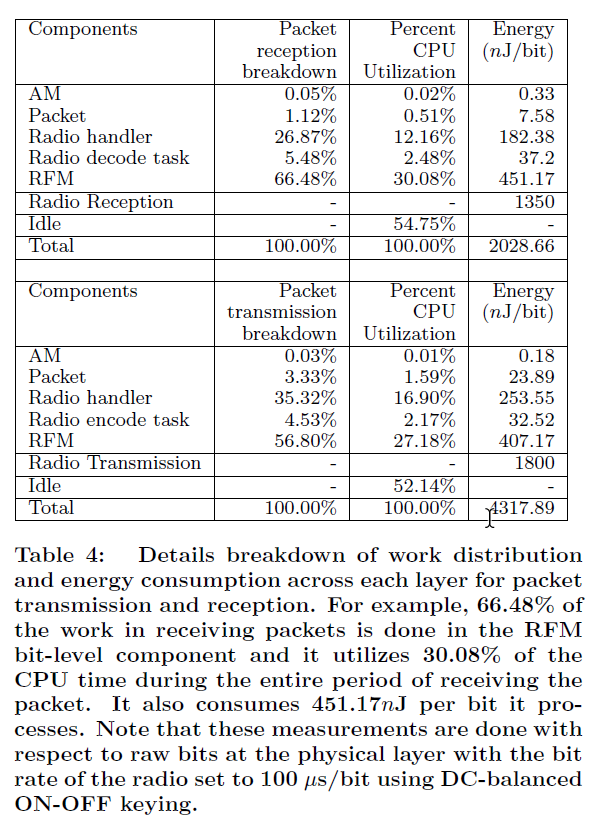 Components Packet Percent Energy
reception CPU (nJ/bit)
breakdown Utilization
AM 0.05% 0.02% 0.33
Packet 1.12% 0.51% 7.58
Radio handler 26.87% 12.16% 182.38
Radio decode task 5.48% 2.48% 37.2
RFM 66.48% 30.08% 451.17
Radio Reception - - 1350
Idle - 54.75% -
Total 100.00% 100.00% 2028.66
Components Packet Percent Energy
transmission CPU (nJ/bit)
breakdown Utilization
AM 0.03% 0.01% 0.18
Packet 3.33% 1.59% 23.89
Radio handler 35.32% 16.90% 253.55
Radio encode task 4.53% 2.17% 32.52
RFM 56.80% 27.18% 407.17
Radio Transmission - - 1800
Idle - 52.14% -
Total 100.00% 100.00% 4317.89
Table 4: Details breakdown of work distribution
and energy consumption across each layer for packet
transmission and reception. For example, 66.48% of
the work in receiving packets is done in the RFM
bit-level component and it utilizes 30.08% of the
CPU time during the entire period of receiving the
packet. It also consumes 451.17nJ per bit it pro-
cesses. Note that these measurements are done with
respect to raw bits at the physical layer with the bit
rate of the radio set to 100 μs/bit using DC-balanced
ON-OFF keying.